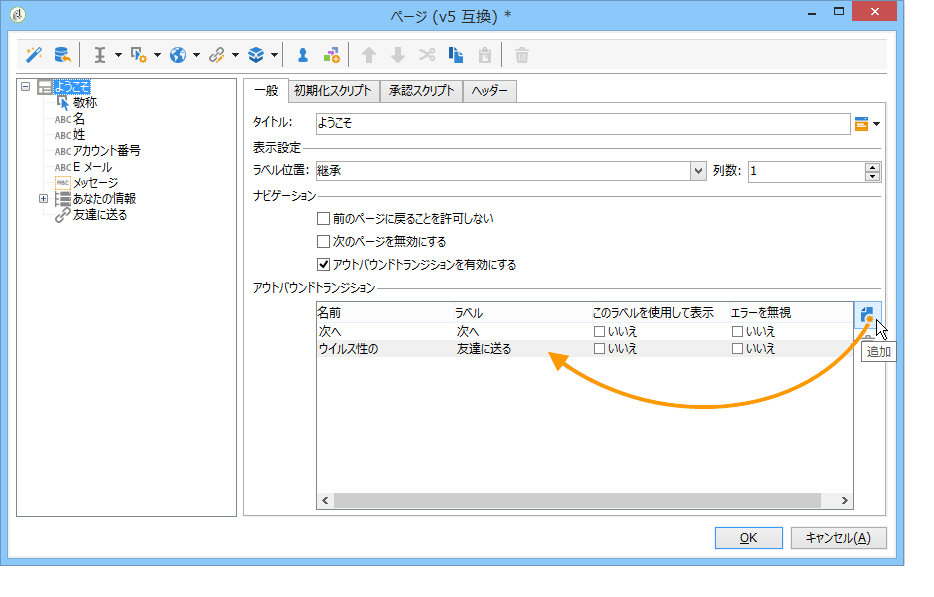 ページ (v5 互換) *
ようこそ
敬称
ABC 名
ABC 姓
ABC アカウント番号
ABC E メール
ABC メッセージ
あなたの情報
友達に送る
一般 初期化スクリプト 承認スクリプト ヘッダー
タイトル: ようこそ
表示設定
ラベル位置: 継承 列数: 1
ナビゲーション
前のページに戻ることを許可しない
次のページを無効にする
アウトバウンドトランジションを有効にする
アウトバウンドトランジション
名前 ラベル このラベルを使用して表示 エラーを無視
次へ 次へ いいえ いいえ
ウイルス性の 友達に送る いいえ いいえ
追加
OK キャンセル(A)